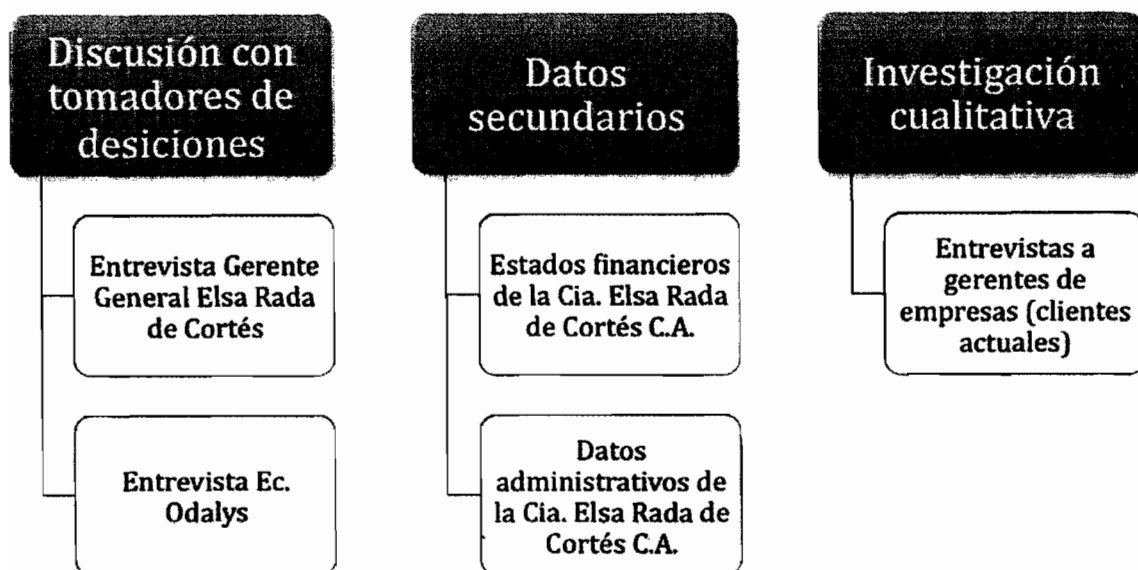 Discusión con
tomadores de
desiciones
Entrevista Gerente
General Elsa Rada
de Cortés
Entrevista Ec.
Odalys
Datos
secundarios
Estados financieros
de la Cia. Elsa Rada
de Cortés C.A.
Datos
administrativos de
la Cia. Elsa Rada de
Cortés C.A.
Investigación
cualitativa
Entrevistas a
gerentes de
empresas (clientes
actuales)